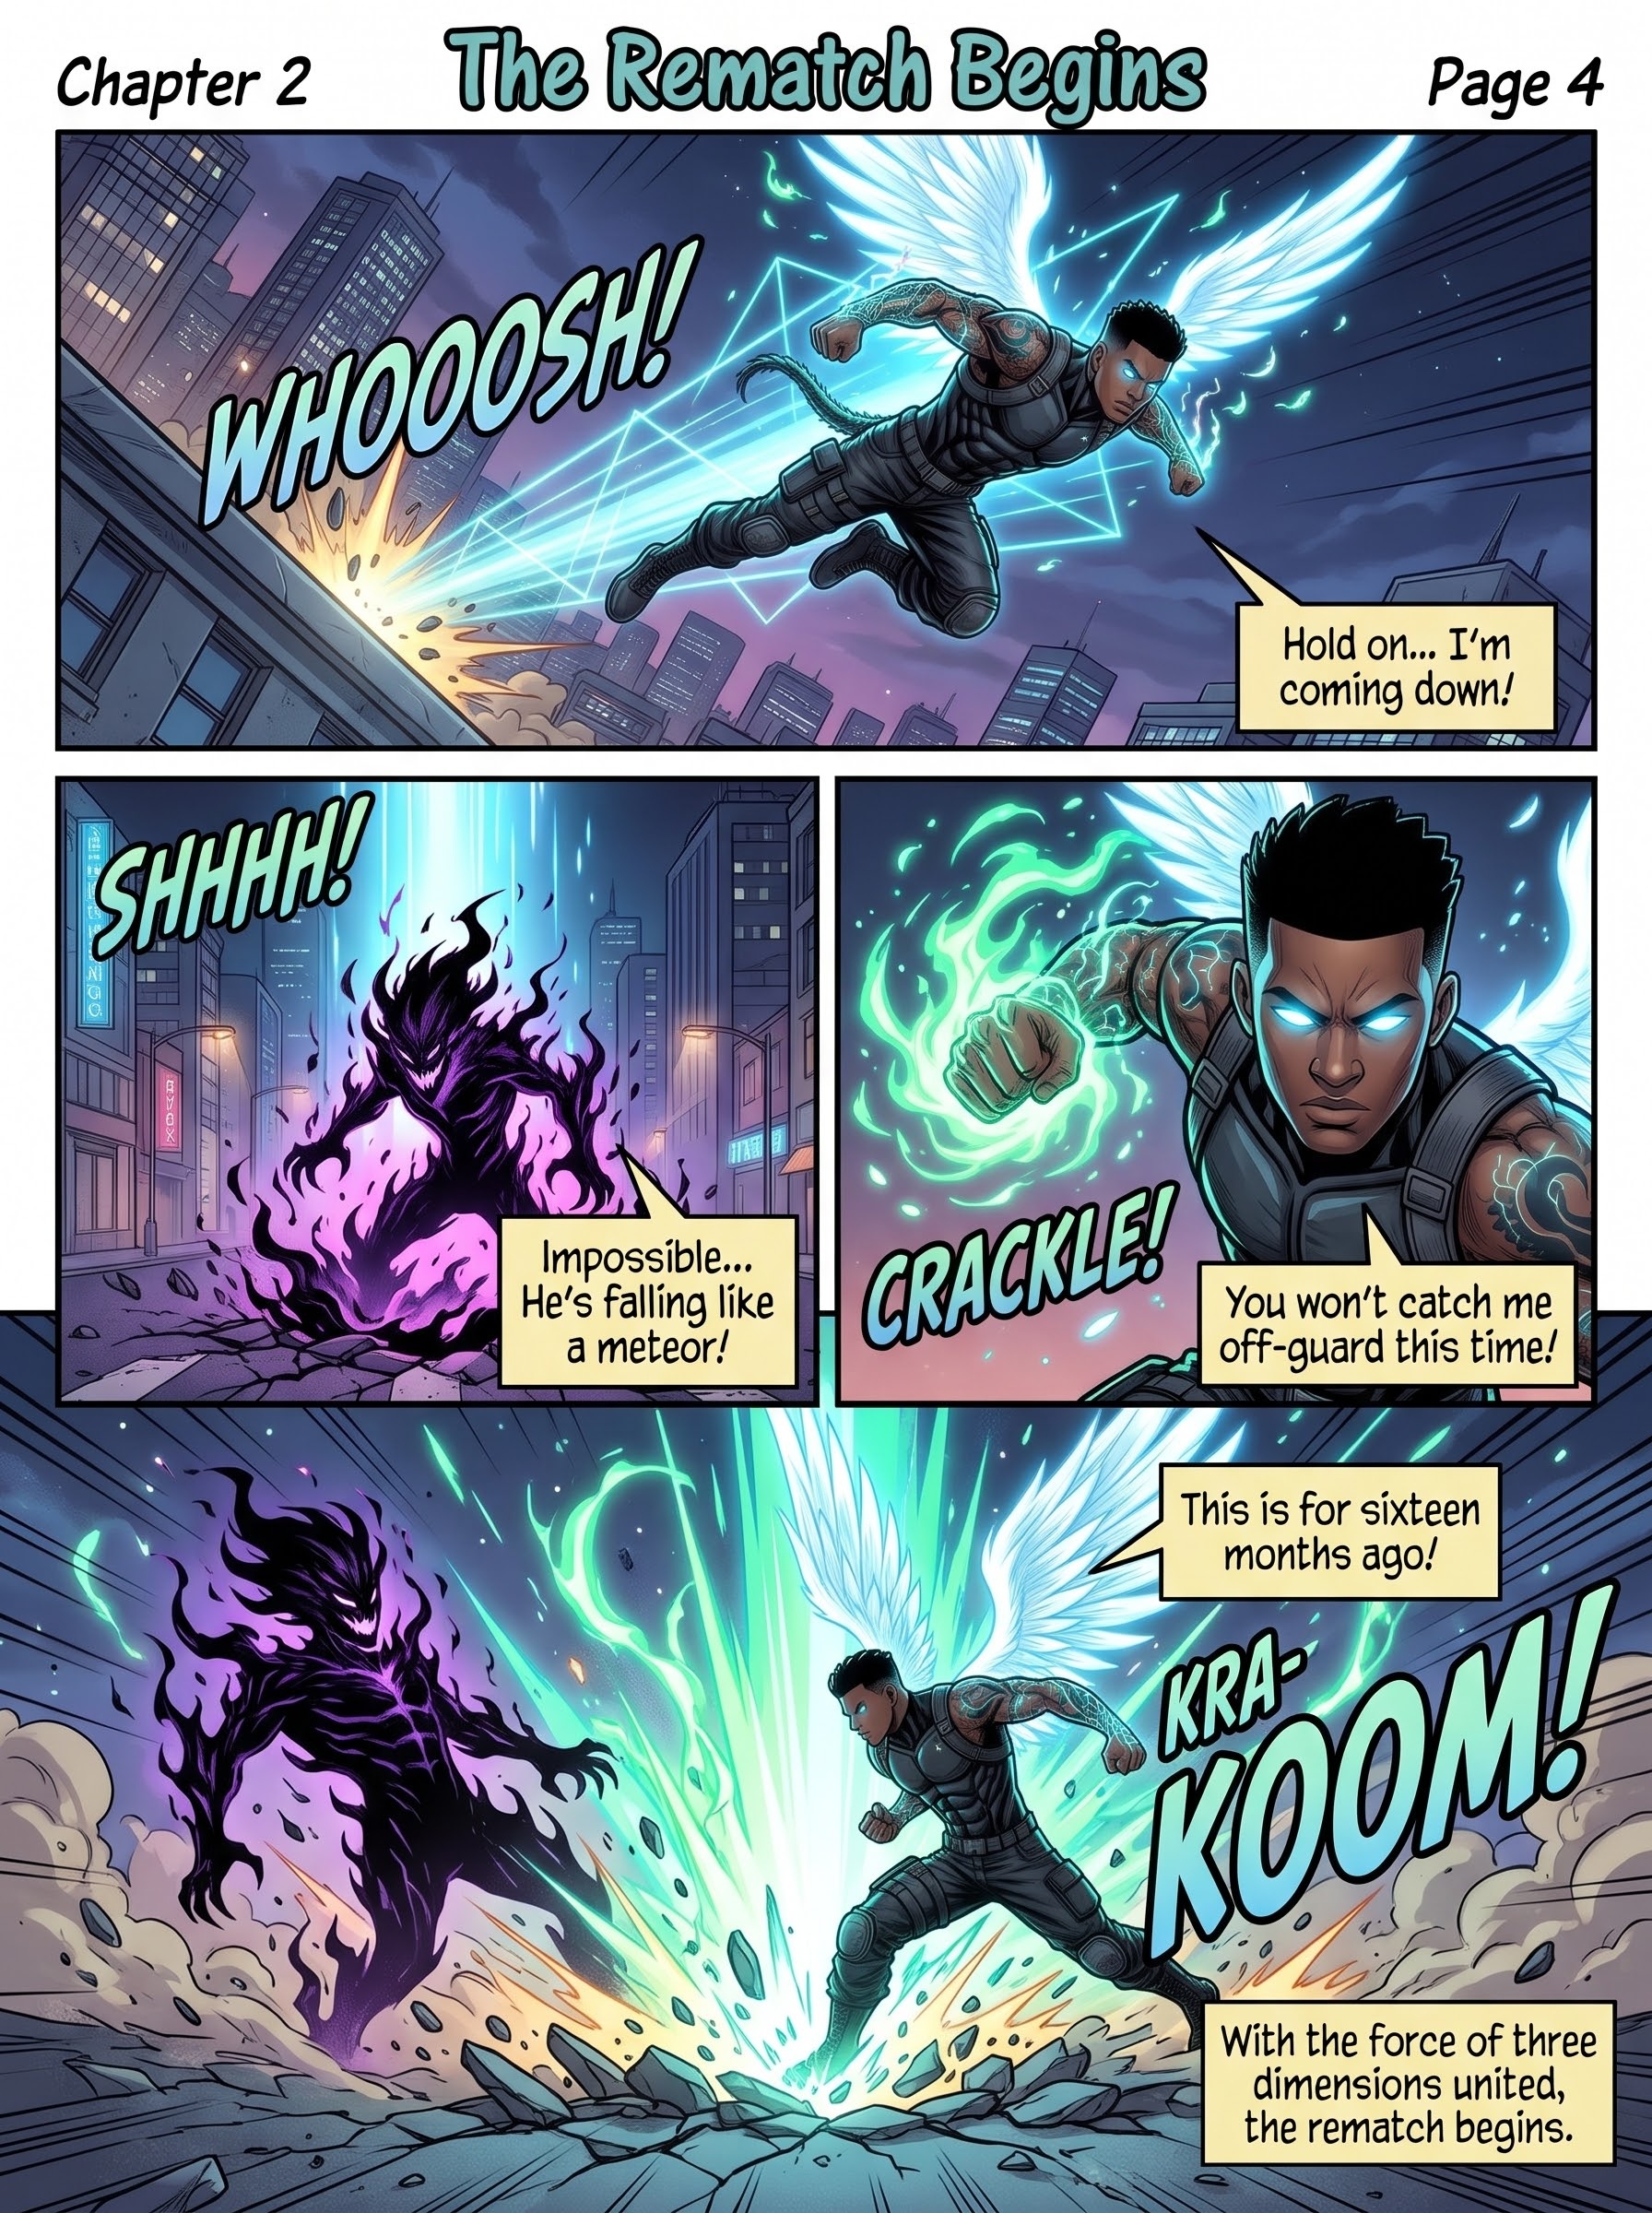 Chapter 2
The Rematch Begins
Page 4
WHOOOSH!
Hold on... I'm
coming down!
SHHHH!
Impossible...
He's falling like
a meteor!
CRACKLE!
You won't catch me
off-guard this time!
This is for sixteen
months ago!
KRA-
KOOM!
With the force of three
dimensions united,
the rematch begins.